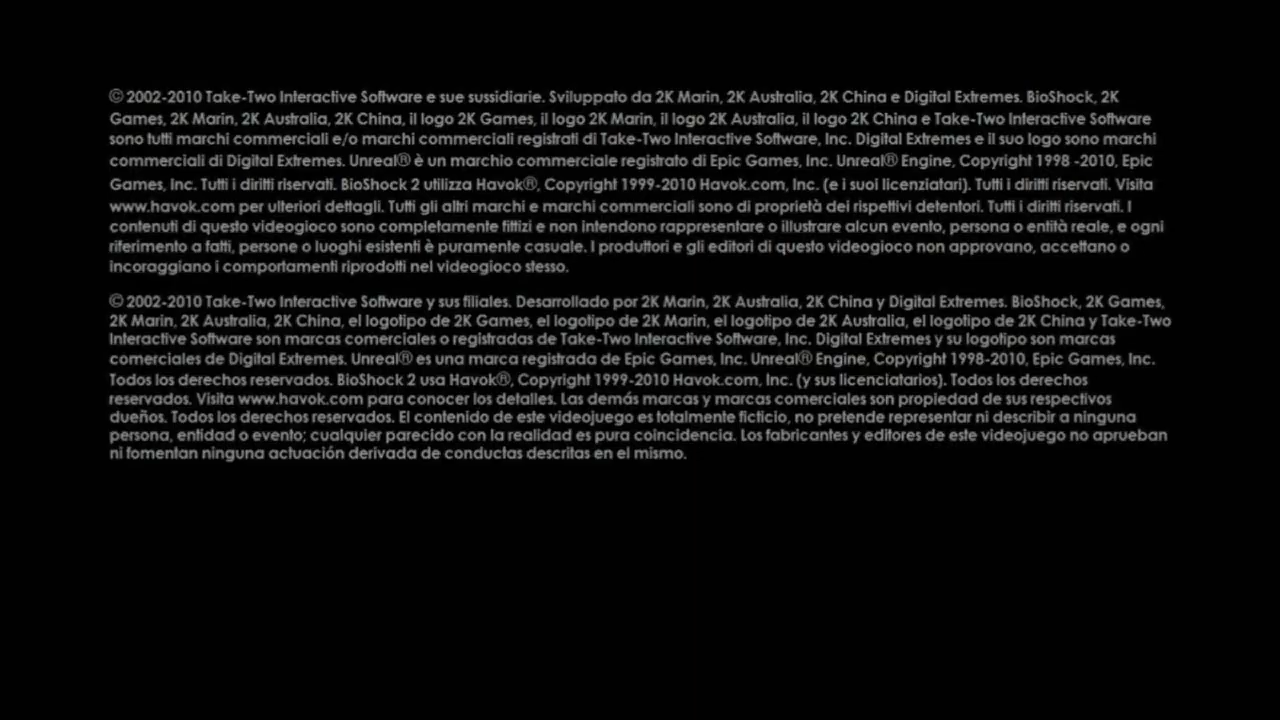 © 2002-2010 Take-Two Interactive Software e sue sussidiarie. Sviluppato da 2K Marin, 2K Australia, 2K China e Digital Extremes. BioShock, 2K
Games, 2K Marin, 2K Australia, 2K China, il logo 2K Games, il logo 2K Marin, il logo 2K Australia, il logo 2K China e Take-Two Interactive Software
sono tutti marchi commerciali e/o marchi commerciali registrati di Take-Two Interactive Software, Inc. Digital Extremes e il suo logo sono marchi
commerciali di Digital Extremes. Unreal® è un marchio commerciale registrato di Epic Games, Inc. Unreal® Engine, Copyright 1998 -2010, Epic
Games, Inc. Tutti i diritti riservati. BioShock 2 utilizza Havok®, Copyright 1999-2010 Havok.com, Inc. (e i suoi licenziatari). Tutti i diritti riservati. Visita
www.havok.com per ulteriori dettagli. Tutti gli altri marchi e marchi commerciali sono di proprietà dei rispettivi detentori. Tutti i diritti riservati. I
contenuti di questo videogioco sono completamente fittizi e non intendono rappresentare o illustrare alcun evento, persona o entità reale, e ogni
riferimento a fatti, persone o luoghi esistenti è puramente casuale. I produttori e gli editori di questo videogioco non approvano, accettano o
incoraggiano i comportamenti riprodotti nel videogioco stesso.
© 2002-2010 Take-Two Interactive Software y sus filiales. Desarrollado por 2K Marin, 2K Australia, 2K China y Digital Extremes. BioShock, 2K Games,
2K Marin, 2K Australia, 2K China, el logotipo de 2K Games, el logotipo de 2K Marin, el logotipo de 2K Australia, el logotipo de 2K China y Take-Two
Interactive Software son marcas comerciales o registradas de Take-Two Interactive Software, Inc. Digital Extremes y su logotipo son marcas
comerciales de Digital Extremes. Unreal® es una marca registrada de Epic Games, Inc. Unreal® Engine, Copyright 1998-2010, Epic Games, Inc.
Todos los derechos reservados. BioShock 2 usa Havok®, Copyright 1999-2010 Havok.com, Inc. (y sus licenciatarios). Todos los derechos
reservados. Visita www.havok.com para conocer los detalles. Las demás marcas y marcas comerciales son propiedad de sus respectivos
dueños. Todos los derechos reservados. El contenido de este videojuego es totalmente ficticio, no pretende representar ni describir a ninguna
persona, entidad o evento; cualquier parecido con la realidad es pura coincidencia. Los fabricantes y editores de este videojuego no aprueban
ni fomentan ninguna actuación derivada de conductas descritas en el mismo.